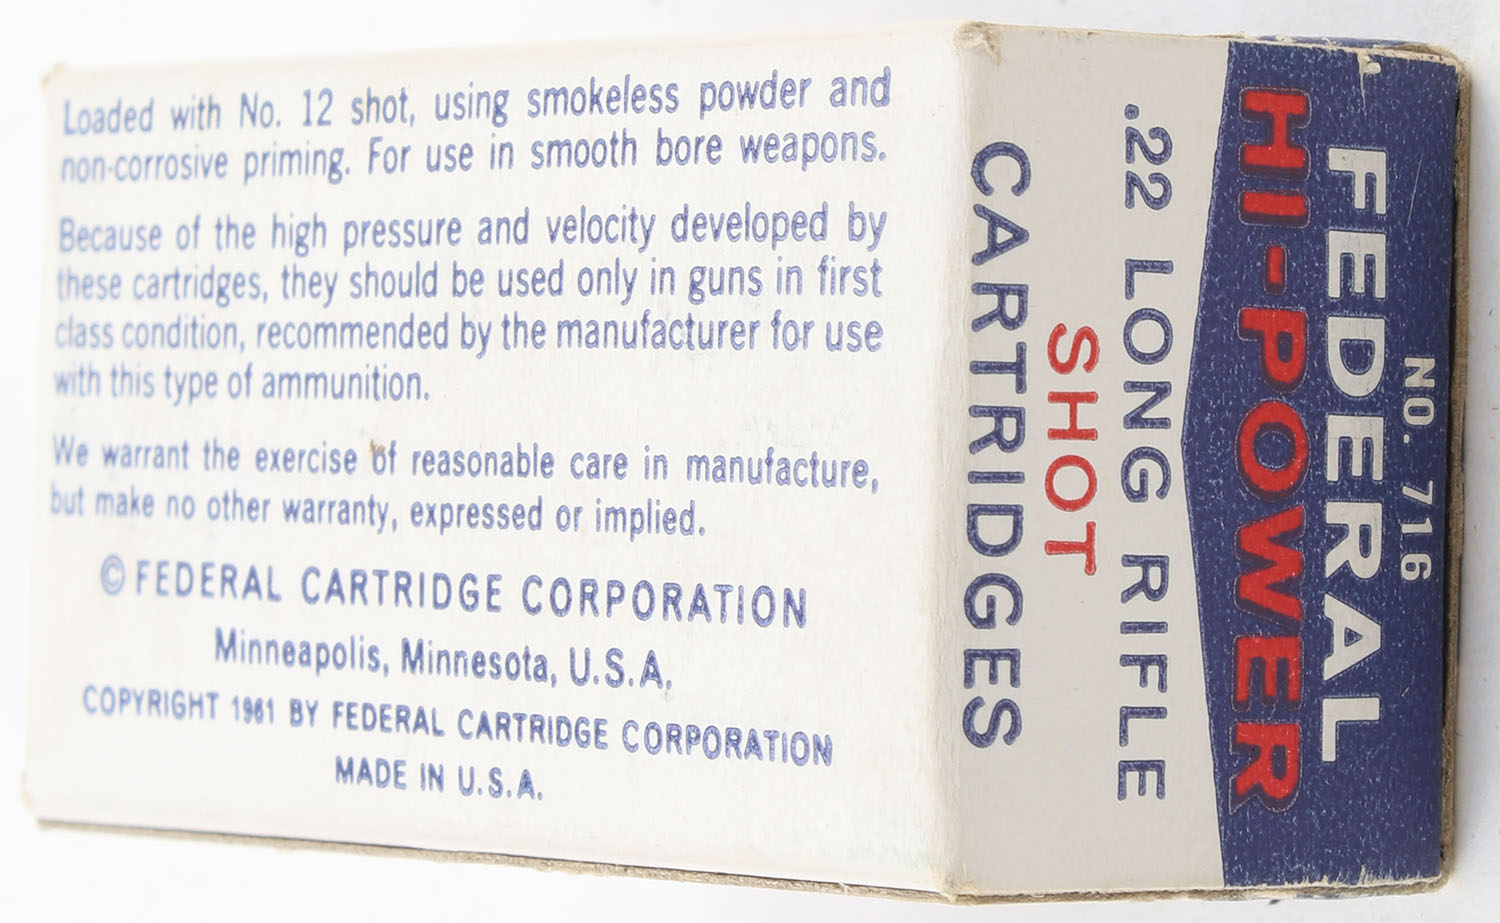 Loaded with No. 12 shot, using smokeless powder and
non-corrosive priming. For use in smooth bore weapons.
Because of the high pressure and velocity developed by
these cartridges, they should be used only in guns in first
class condition, recommended by the manufacturer for use
with this type of ammunition.
We warrant the exercise of reasonable care in manufacture,
but make no other warranty, expressed or implied.
© FEDERAL CARTRIDGE CORPORATION
Minneapolis, Minnesota, U.S.A.
COPYRIGHT 1961 BY FEDERAL CARTRIDGE CORPORATION
MADE IN U.S.A.
NO. 716
FEDERAL
HI-POWER
.22 LONG RIFLE
SHOT
CARTRIDGES